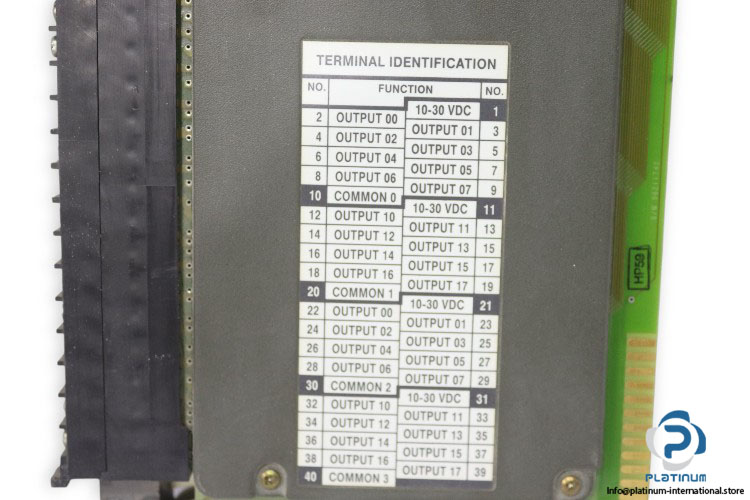 TERMINAL IDENTIFICATION
NO. FUNCTION NO.
10-30 VDC 1
2 OUTPUT 00
OUTPUT 01 3
4 OUTPUT 02
OUTPUT 03 5
6 OUTPUT 04
OUTPUT 05 7
8 OUTPUT 06
OUTPUT 07 9
10 COMMON 0
10-30 VDC 11
12 OUTPUT 10
OUTPUT 11 13
14 OUTPUT 12
OUTPUT 13 15
16 OUTPUT 14
OUTPUT 15 17
18 OUTPUT 16
OUTPUT 17 19
20 COMMON 1
10-30 VDC 21
22 OUTPUT 00
OUTPUT 01 23
24 OUTPUT 02
OUTPUT 03 25
26 OUTPUT 04
OUTPUT 05 27
28 OUTPUT 06
OUTPUT 07 29
30 COMMON 2
10-30 VDC 31
32 OUTPUT 10
OUTPUT 11 33
34 OUTPUT 12
OUTPUT 13 35
36 OUTPUT 14
OUTPUT 15 37
38 OUTPUT 16
OUTPUT 17 39
40 COMMON 3
HP59
PLATINUM
Info@platinum-international.store